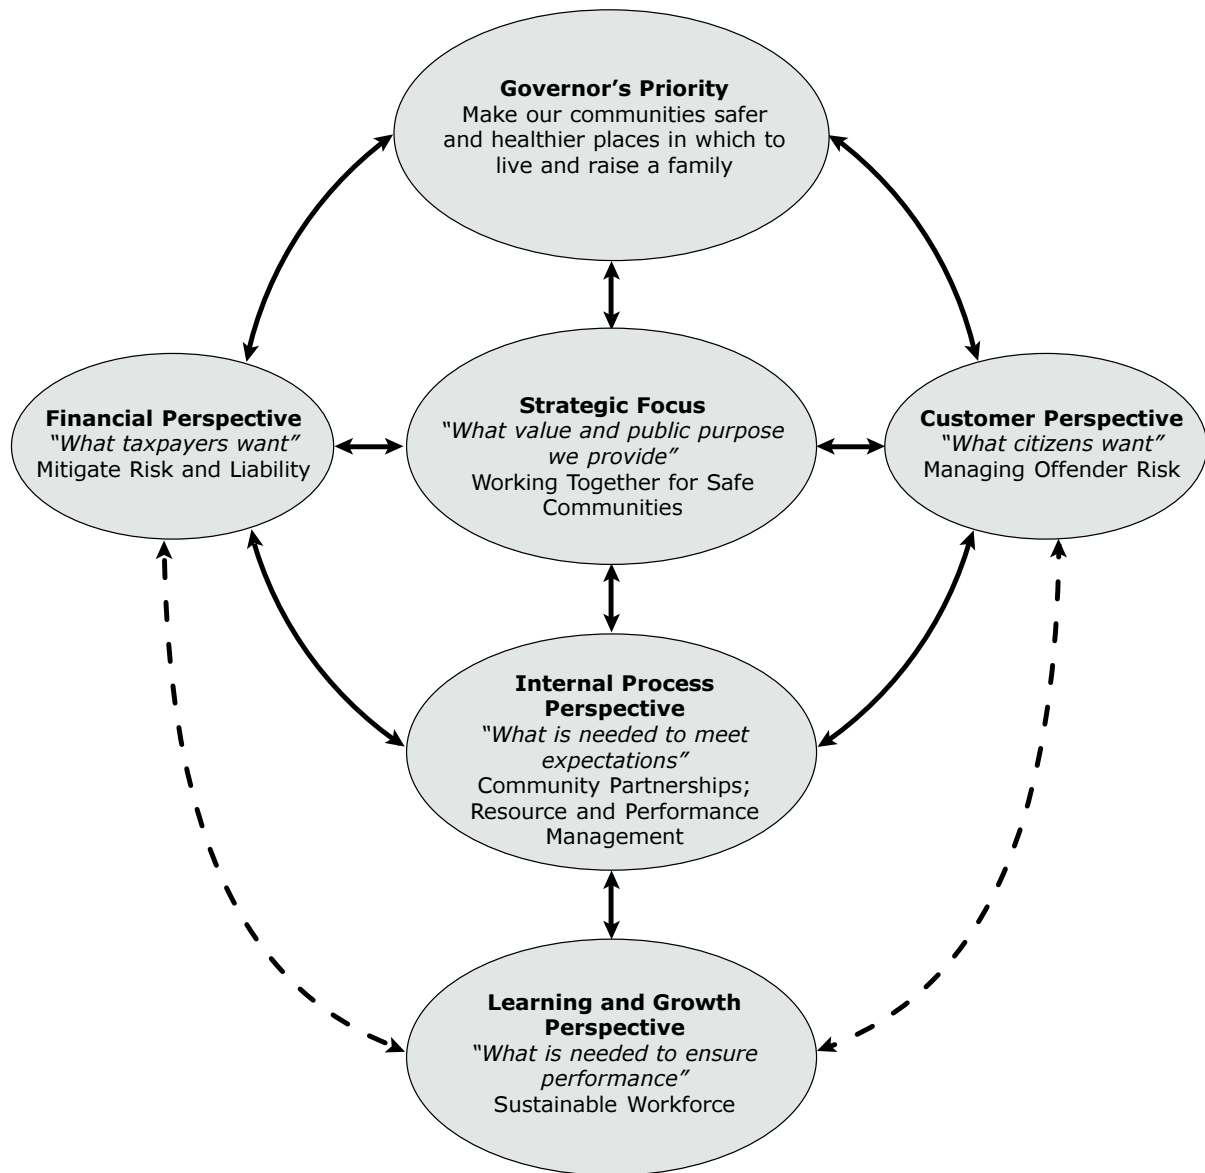 Governor’s Priority
Make our communities safer
and healthier places in which to
live and raise a family
Financial Perspective
“What taxpayers want”
Mitigate Risk and Liability
Strategic Focus
“What value and public purpose
we provide”
Working Together for Safe
Communities
Customer Perspective
“What citizens want”
Managing Offender Risk
Internal Process
Perspective
“What is needed to meet
expectations”
Community Partnerships;
Resource and Performance
Management
Learning and Growth
Perspective
“What is needed to ensure
performance”
Sustainable Workforce